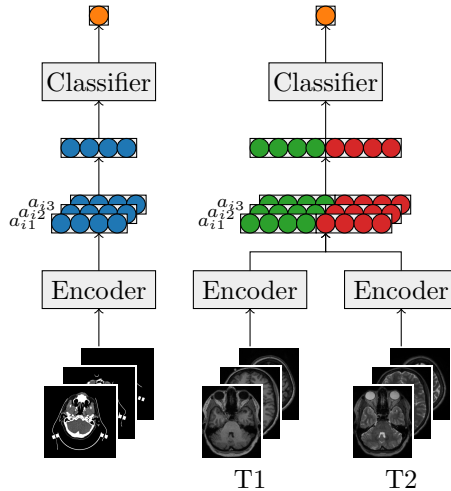 Classifier Classifier
a_{i3} a_{i3}
a_{i2} a_{i2}
a_{i1} a_{i1}
Encoder Encoder Encoder
T1 T2